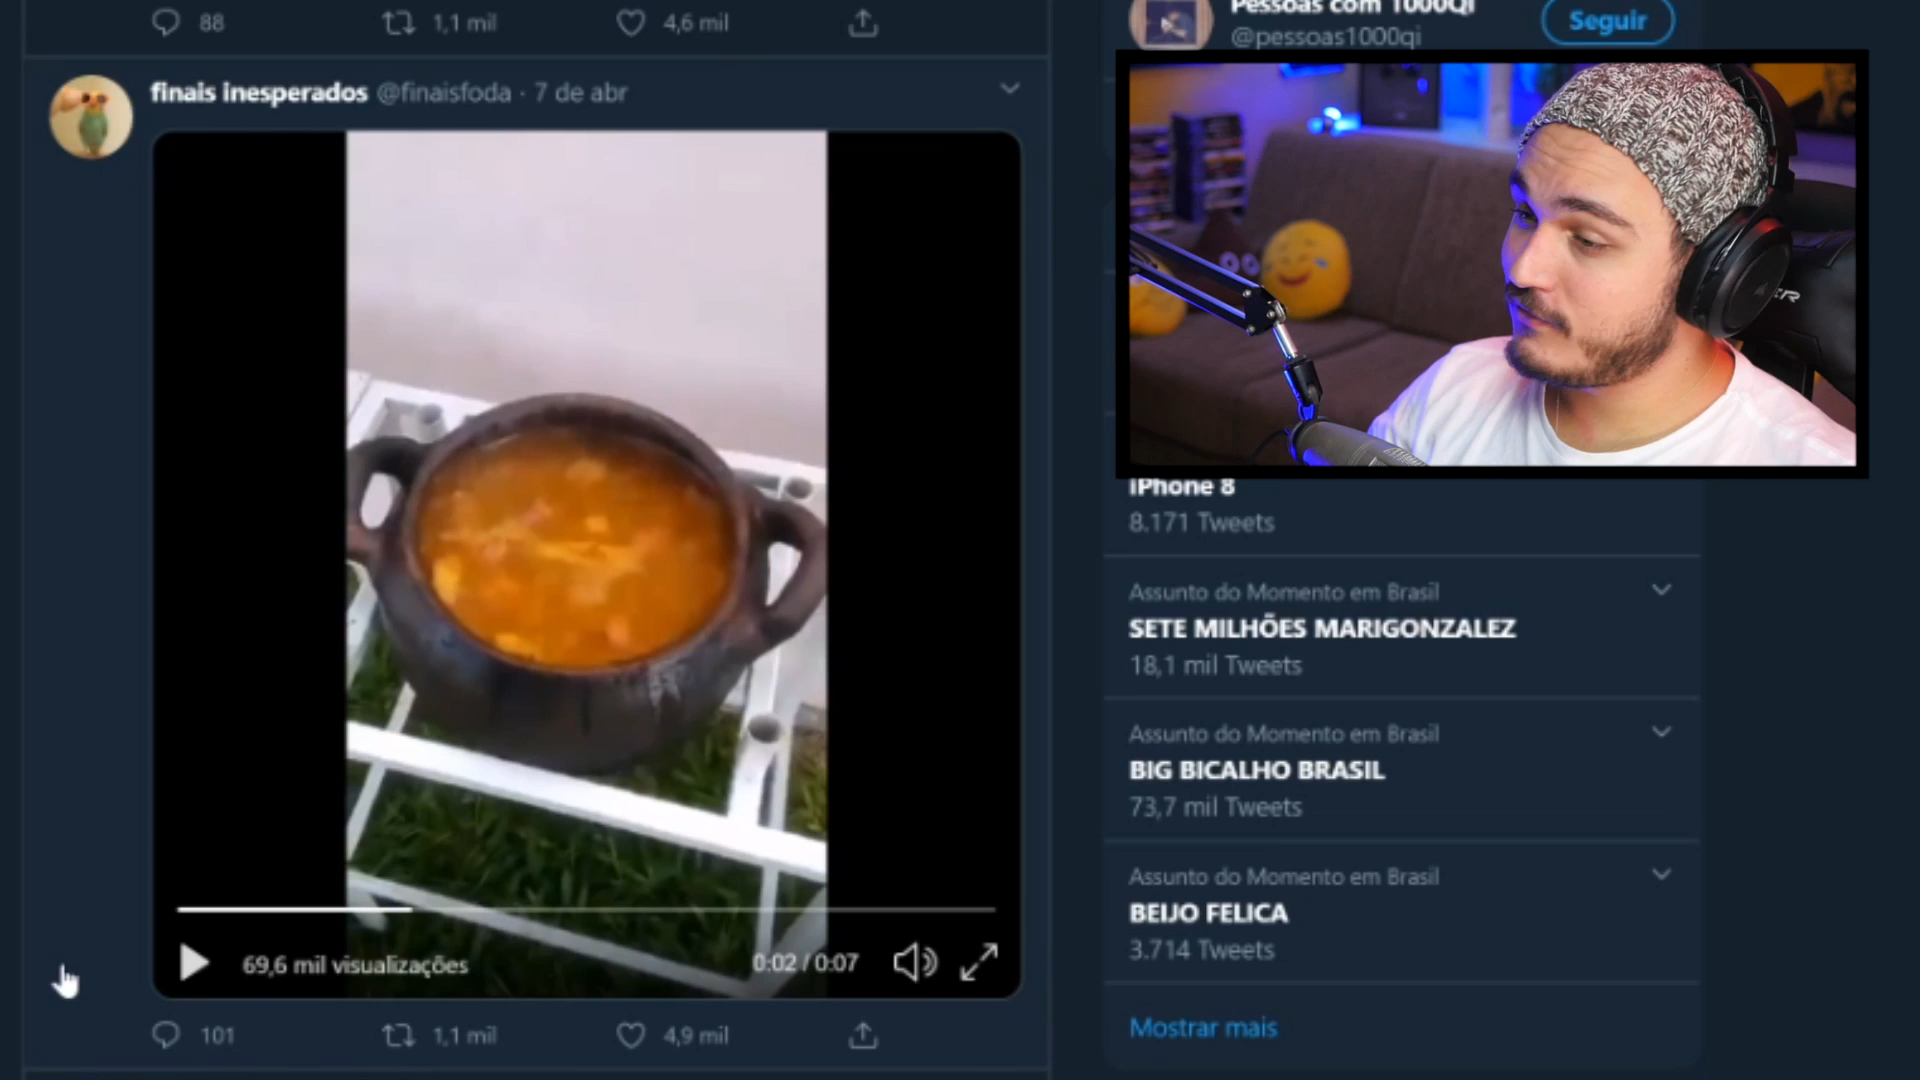 88
1,1 mil
4,6 mil
finais inesperados @finaisfoda · 7 de abr
69,6 mil visualizações
0:02 / 0:07
101
1,1 mil
4,9 mil
Pessoas com 1000QI
@pessoas1000qi
Seguir
iPhone 8
8.171 Tweets
Assunto do Momento em Brasil
SETE MILHÕES MARIGONZALEZ
18,1 mil Tweets
Assunto do Momento em Brasil
BIG BICALHO BRASIL
73,7 mil Tweets
Assunto do Momento em Brasil
BEIJO FELICA
3.714 Tweets
Mostrar mais